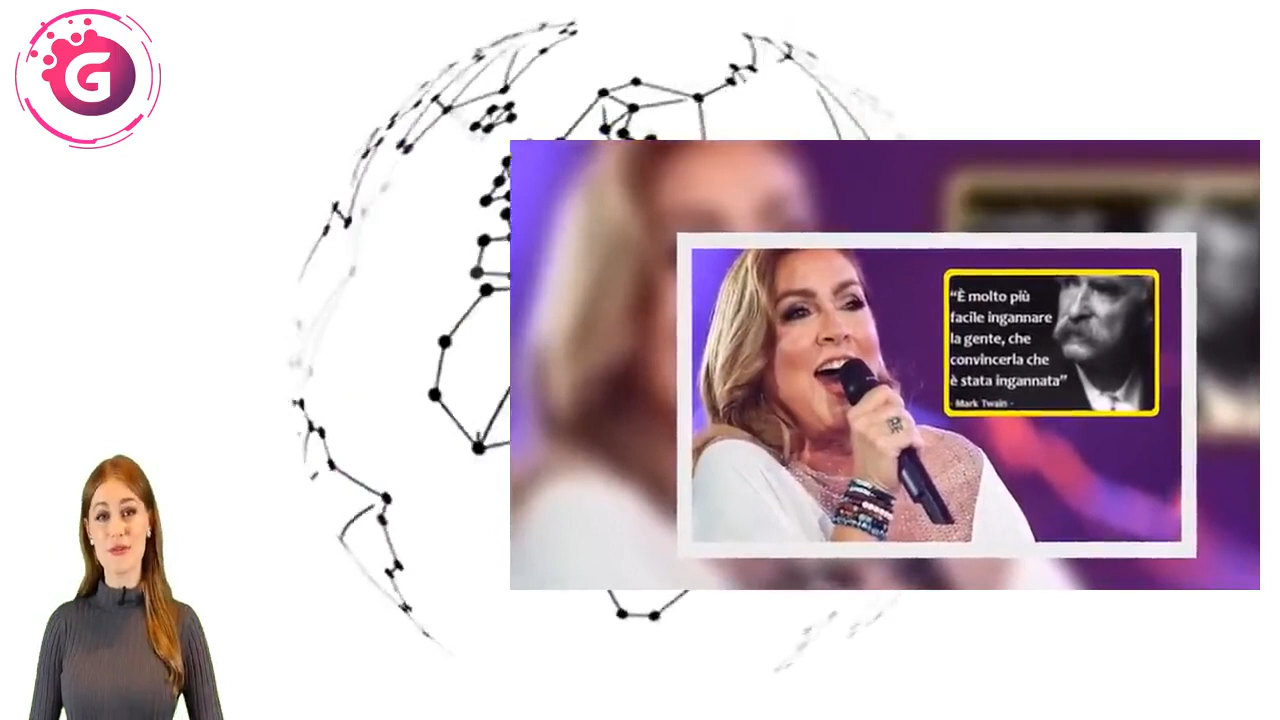 G
“È molto più
facile ingannare
la gente, che
convincerla che
è stata ingannata”
- Mark Twain -